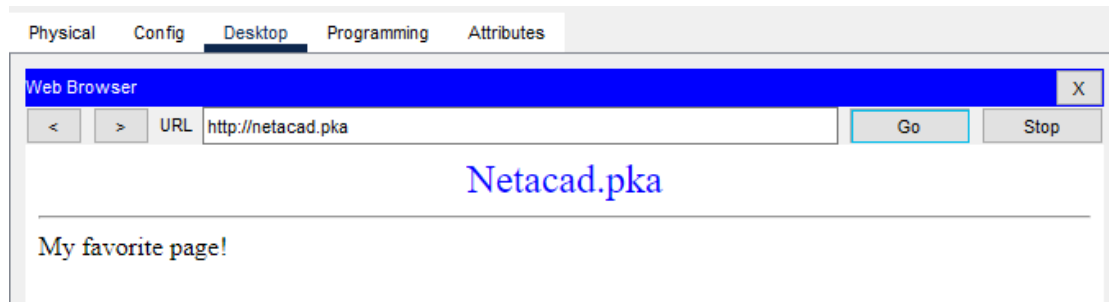 Physical Config Desktop Programming Attributes
Web Browser X
< > URL http://netacad.pka Go Stop
Netacad.pka
My favorite page!